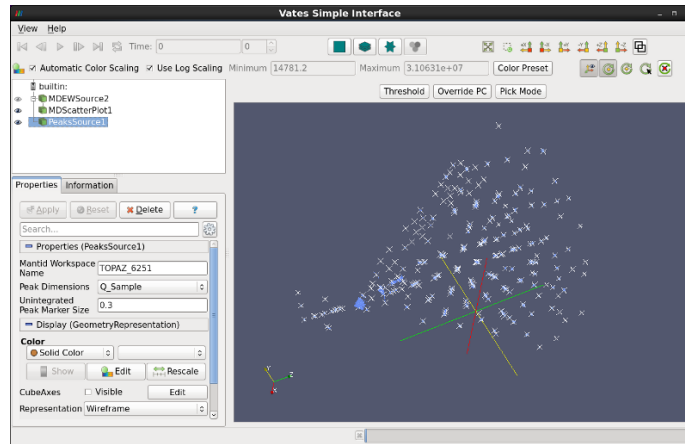 Vates Simple Interface
View Help
Time: 0 0
Automatic Color Scaling Use Log Scaling Minimum 14781.2 Maximum 3.10631e+07 Color Preset
Threshold Override PC Pick Mode
builtin:
MDEWSource2
MDScatterPlot1
PeaksSource1
Properties Information
Apply Reset Delete ?
Search...
Properties (PeaksSource1)
Mantid Workspace
Name TOPAZ_6251
Peak Dimensions Q_Sample
Unintegrated
Peak Marker Size 0.3
Display (GeometryRepresentation)
Color
Solid Color
Show Edit Rescale
CubeAxes Visible Edit
Representation Wireframe
Y
Z
X